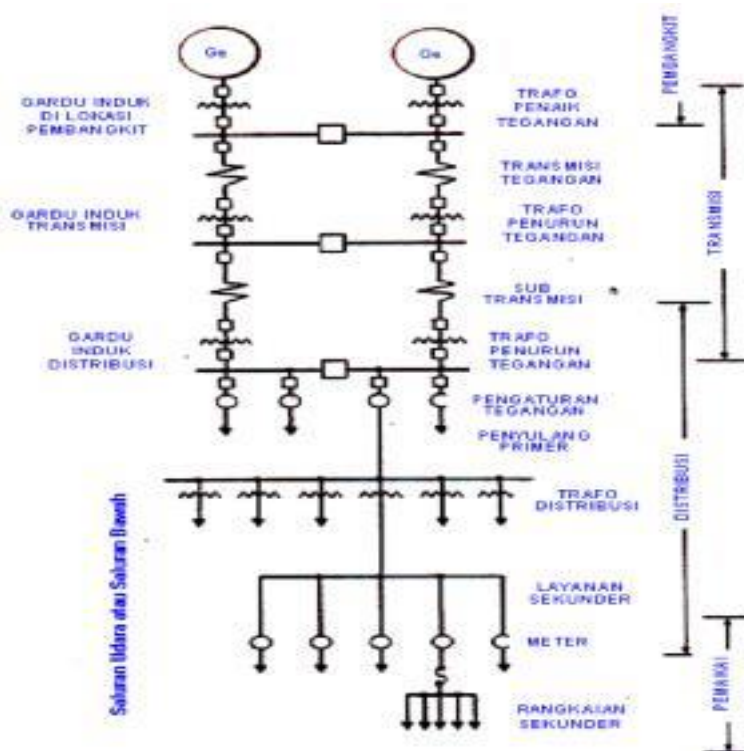 Ge
Ge
PEMBANGKIT
GARDU INDUK
DI LOKASI
PEMBANGKIT
TRAFO
PENAIK
TEGANGAN
TRANSMISI
TEGANGAN
GARDU INDUK
TRANSMISI
TRAFO
PENURUN
TEGANGAN
TRANSMISI
SUB
TRANSMISI
GARDU
INDUK
DISTRIBUSI
TRAFO
PENURUN
TEGANGAN
PENGATURAN
TEGANGAN
PENYULANG
PRIMER
DISTRIBUSI
TRAFO
DISTRIBUSI
Saluran Udara atau Saluran Bawah
LAYANAN
SEKUNDER
METER
PEMAKAI
RANGKAIAN
SEKUNDER